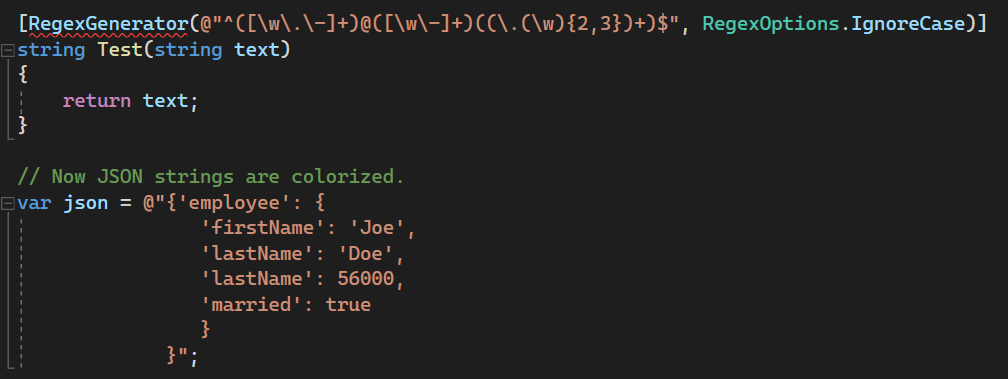 [RegexGenerator(@"^([\w\.\-]+)@([\w\-]+)((\.(\w){2,3})+)$", RegexOptions.IgnoreCase)]
string Test(string text)
{
    return text;
}

// Now JSON strings are colorized.
var json = @"{'employee': {
                'firstName': 'Joe',
                'lastName': 'Doe',
                'lastName': 56000,
                'married': true
                }
             }";